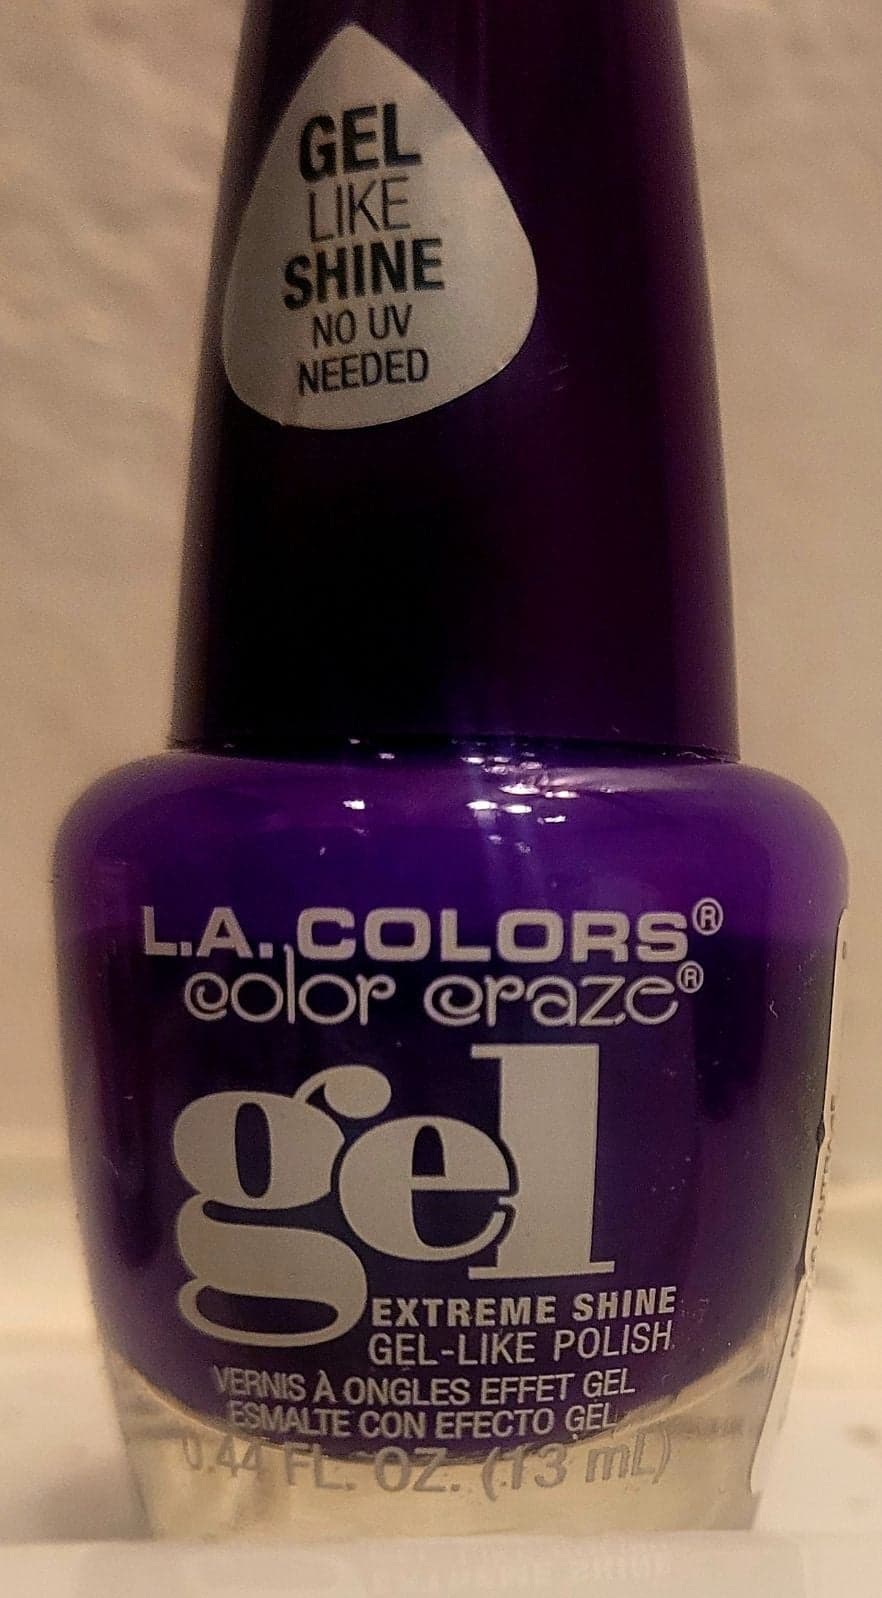 GEL
LIKE
SHINE
NO UV
NEEDED
L.A. COLORS®
color craze®
gel
EXTREME SHINE
GEL-LIKE POLISH
VERNIS À ONGLES EFFET GEL
ESMALTE CON EFECTO GEL
0.44 FL. OZ. (13 mL)